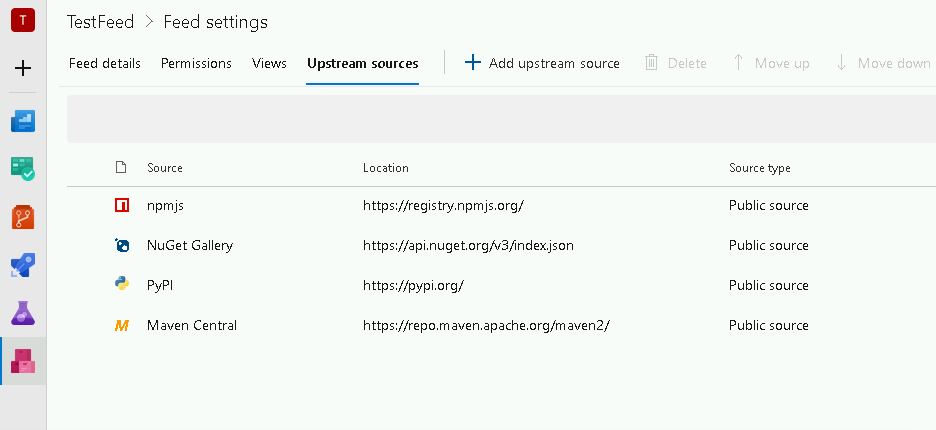 T
TestFeed > Feed settings
Feed details Permissions Views Upstream sources + Add upstream source Delete ↑ Move up ↓ Move down
Source Location Source type
npmjs https://registry.npmjs.org/ Public source
NuGet Gallery https://api.nuget.org/v3/index.json Public source
PyPI https://pypi.org/ Public source
M Maven Central https://repo.maven.apache.org/maven2/ Public source